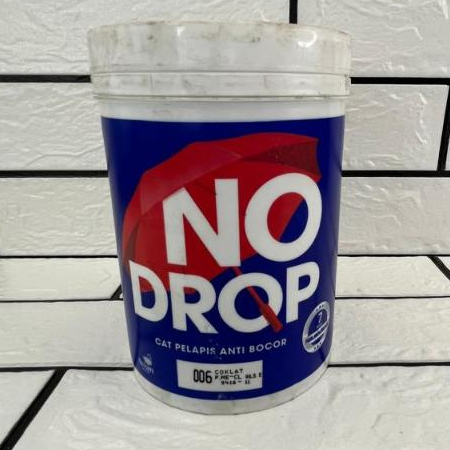 NO
DROP
CAT PELAPIS ANTI BOCOR
006 COKLAT